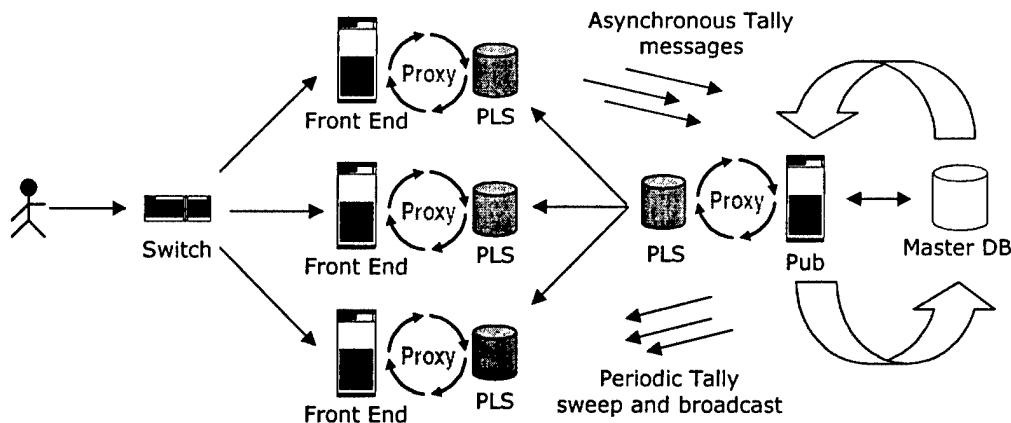 Asynchronous Tally
messages
Proxy
Front End
PLS
Switch
Proxy
Front End
PLS
PLS
Proxy
Pub
Master DB
Proxy
Front End
PLS
Periodic Tally
sweep and broadcast